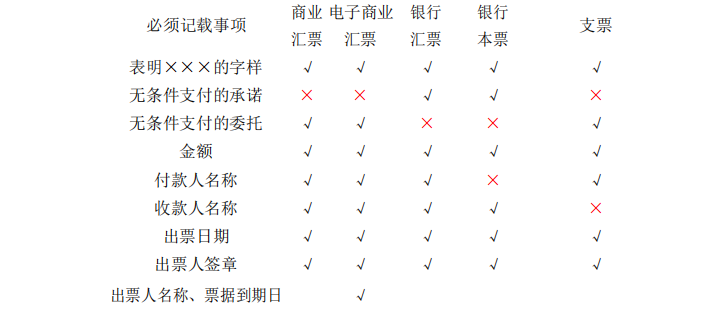 必须记载事项 商业汇票 电子商业汇票 银行汇票 银行本票 支票
表明×××的字样 √ √ √ √ √
无条件支付的承诺 × × √ √ ×
无条件支付的委托 √ √ × × √
金额 √ √ √ √ √
付款人名称 √ √ √ × √
收款人名称 √ √ √ √ ×
出票日期 √ √ √ √ √
出票人签章 √ √ √ √ √
出票人名称、票据到期日 √